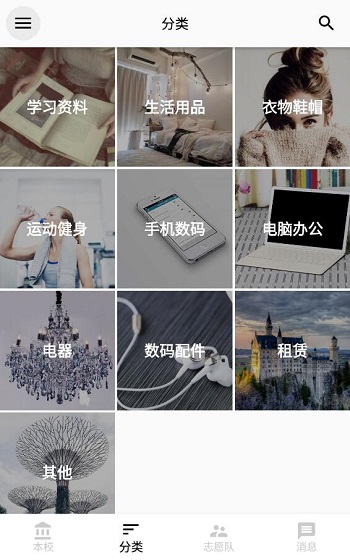 分类
学习资料
生活用品
衣物鞋帽
运动健身
手机数码
电脑办公
电器
数码配件
租赁
其他
本校
分类
志愿队
消息